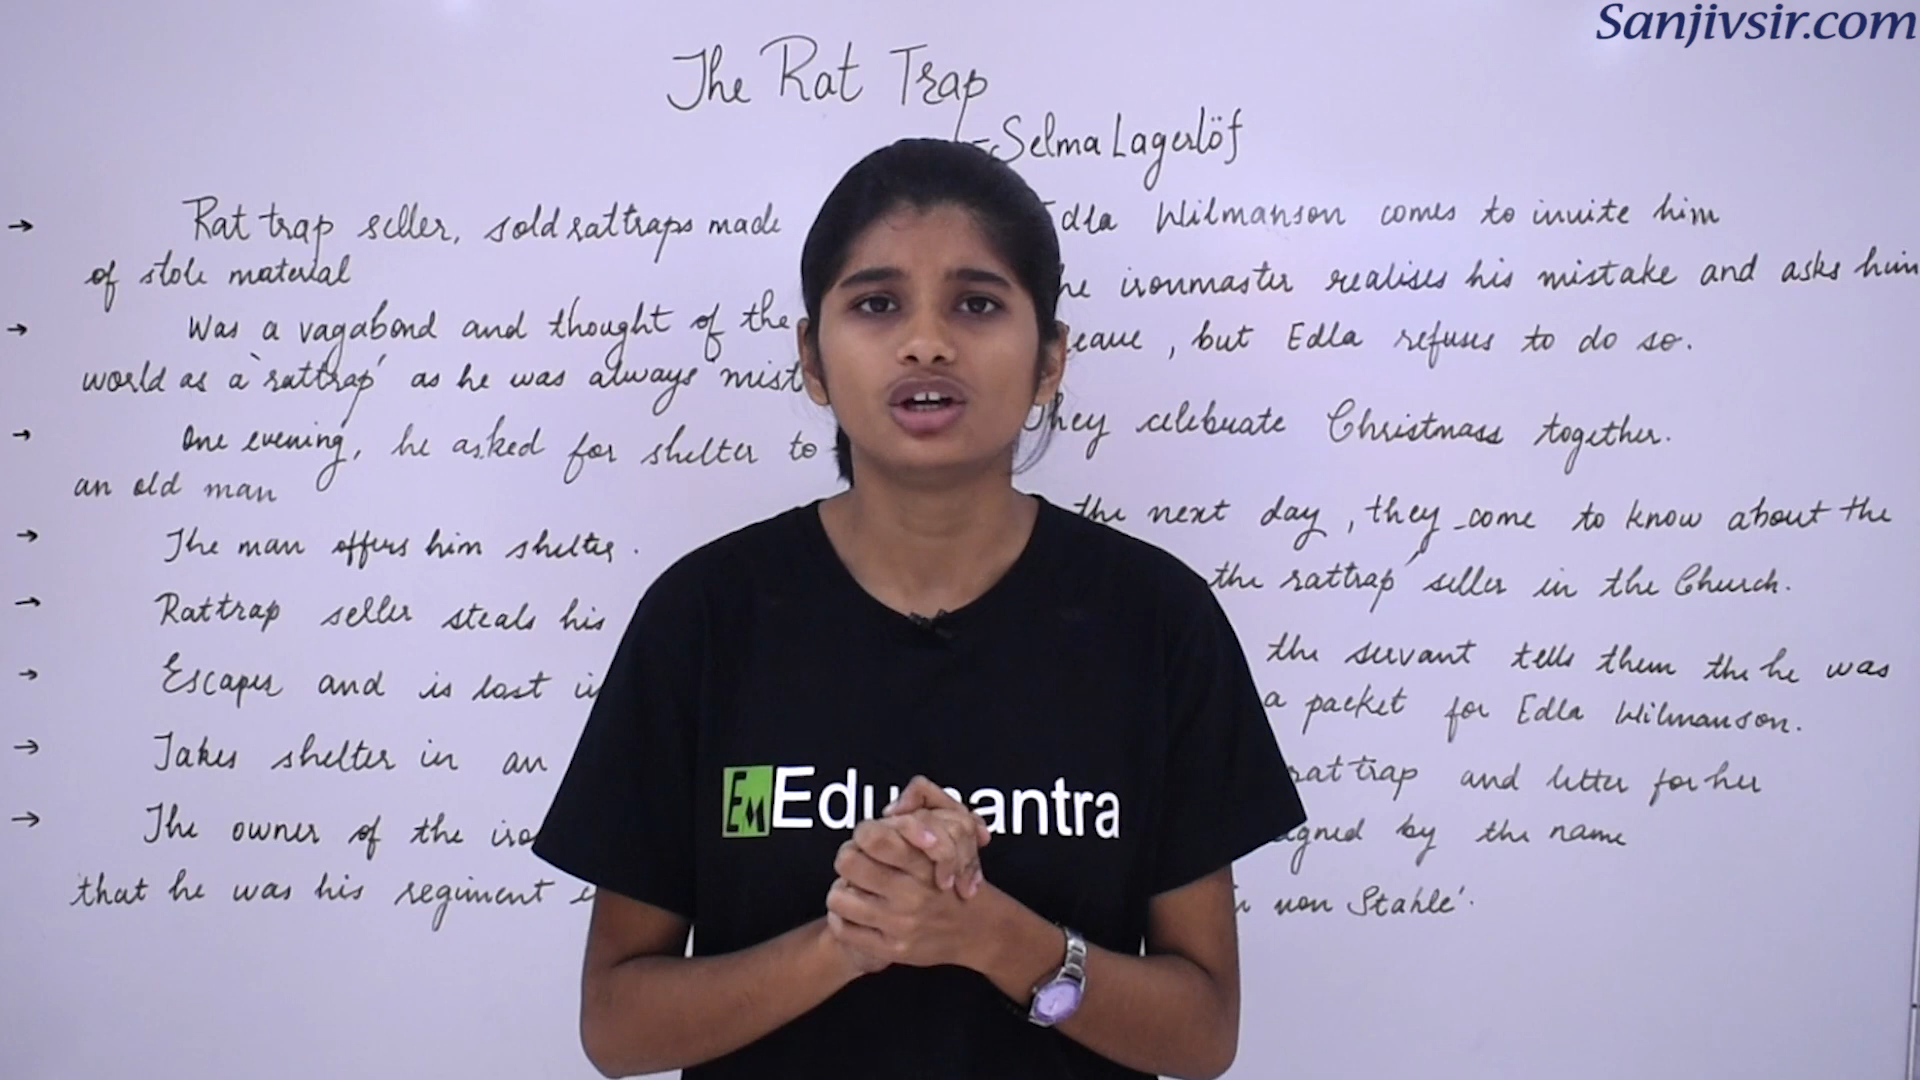 Sanjivsir.com
The Rat Trap
- Selma Lagerlöf
→ Rat trap seller, sold rattraps made
of stole material
→ Was a vagabond and thought of the
world as a 'rattrap' as he was always
→ One evening, he asked for shelter to
an old man
→ The man offers him shelter.
→ Rattrap seller steals his
→ Escapes and is lost
→ Takes shelter in an
→ The owner of the
that he was his regiment
Edla Wilmanson comes to invite him
ironmaster realises his mistake and asks him
, but Edla refuses to do so.
They celebrate Christmass together.
the next day, they come to know about the
the rattrap seller in the Church.
the servant tells them the he was
a packet for Edla Wilmanson.
rat trap and letter for her
by the name
von Stahle'.
EM Edumantra